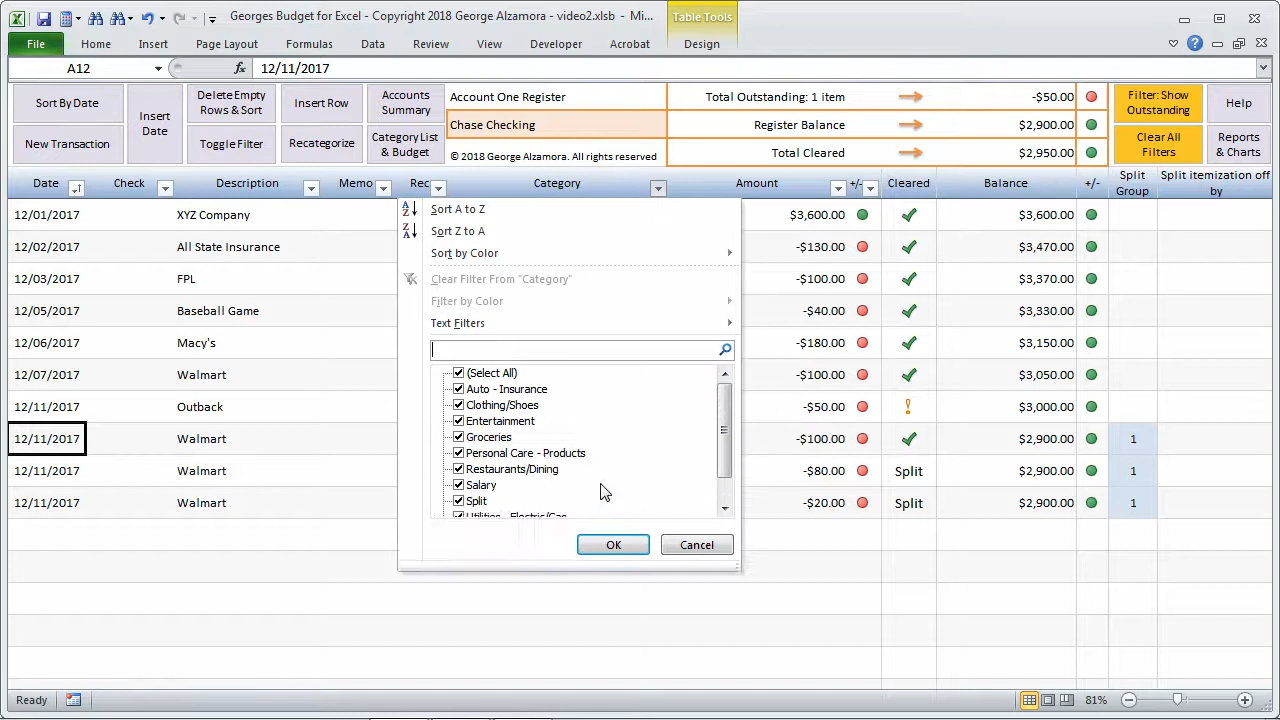 Georges Budget for Excel - Copyright 2018 George Alzamora - video2.xlsb - Mi...
Table Tools
File Home Insert Page Layout Formulas Data Review View Developer Acrobat Design
A12 fx 12/11/2017
Sort By Date
New Transaction
Insert
Date
Delete Empty
Rows & Sort
Toggle Filter
Insert Row
Recategorize
Accounts
Summary
Category List
& Budget
Account One Register
Chase Checking
© 2018 George Alzamora. All rights reserved
Total Outstanding: 1 item -$50.00
Register Balance $2,900.00
Total Cleared $2,950.00
Filter: Show
Outstanding
Clear All
Filters
Help
Reports
& Charts
Date Check Description Memo Rec Category Amount +/- Cleared Balance +/- Split
Group Split itemization off
by
12/01/2017 XYZ Company $3,600.00 $3,600.00
12/02/2017 All State Insurance -$130.00 $3,470.00
12/03/2017 FPL -$100.00 $3,370.00
12/05/2017 Baseball Game -$40.00 $3,330.00
12/06/2017 Macy's -$180.00 $3,150.00
12/07/2017 Walmart -$100.00 $3,050.00
12/11/2017 Outback -$50.00 ! $3,000.00
12/11/2017 Walmart -$100.00 $2,900.00 1
12/11/2017 Walmart -$80.00 Split $2,900.00 1
12/11/2017 Walmart -$20.00 Split $2,900.00 1
Sort A to Z
Sort Z to A
Sort by Color
Clear Filter From "Category"
Filter by Color
Text Filters
(Select All)
Auto - Insurance
Clothing/Shoes
Entertainment
Groceries
Personal Care - Products
Restaurants/Dining
Salary
Split
Utilities - Electric/Gas
OK Cancel
Ready 81%